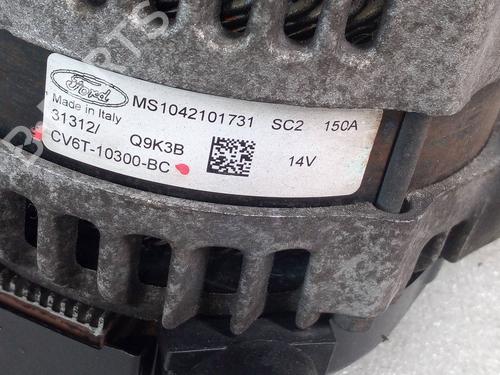 Ford
MS1042101731 SC2 150A
Made in Italy
31312/ Q9K3B 14V
CV6T-10300-BC